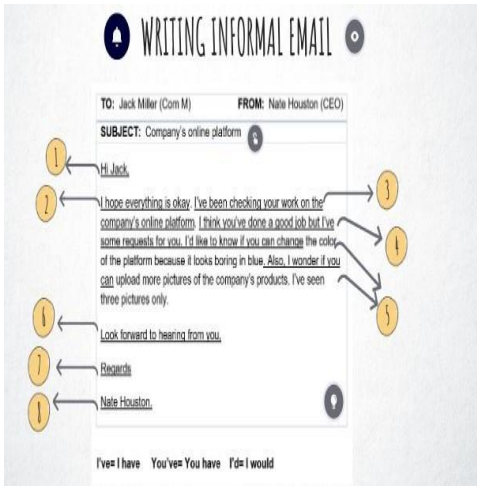 WRITING INFORMAL EMAIL
TO: Jack Miller (Com M) FROM: Nate Houston (CEO)
SUBJECT: Company's online platform
1
Hi Jack,
2
3
I hope everything is okay. I've been checking your work on the
company's online platform. I think you've done a good job but I've
4
some requests for you. I'd like to know if you can change the color
of the platform because it looks boring in blue. Also, I wonder if you
can upload more pictures of the company's products. I've seen
5
three pictures only.
6
Look forward to hearing from you.
7
Regards
8
Nate Houston.
I've= I have You've= You have I'd= I would